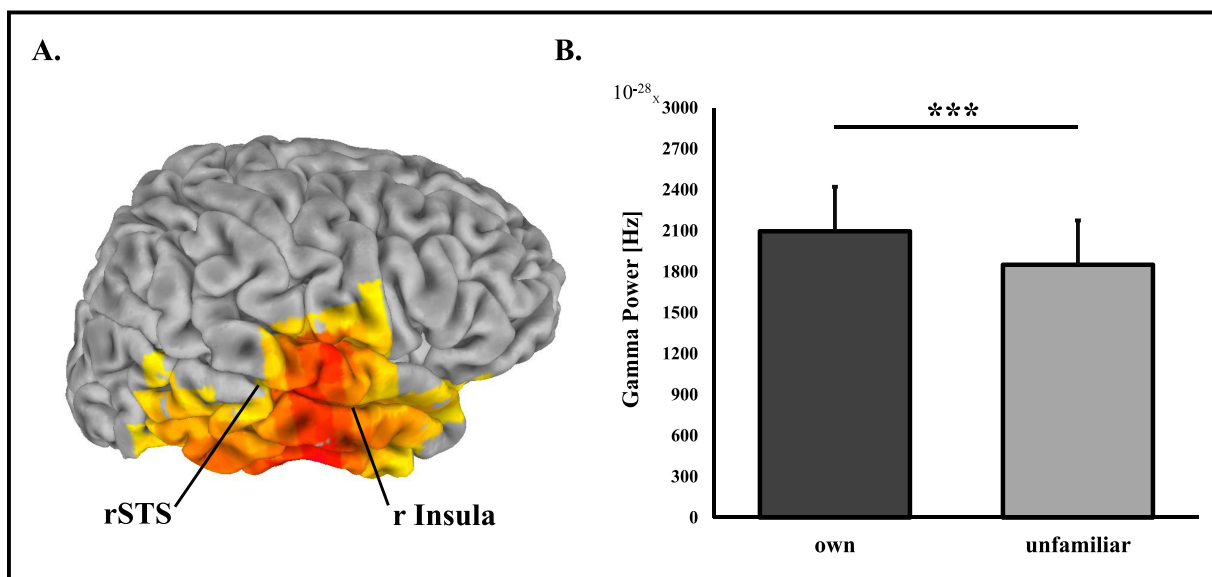 A.
rSTS
r Insula
B.
10⁻²⁸x
3000
2700
2400
2100
1800
1500
1200
900
600
300
0
Gamma Power [Hz]
***
own
unfamiliar